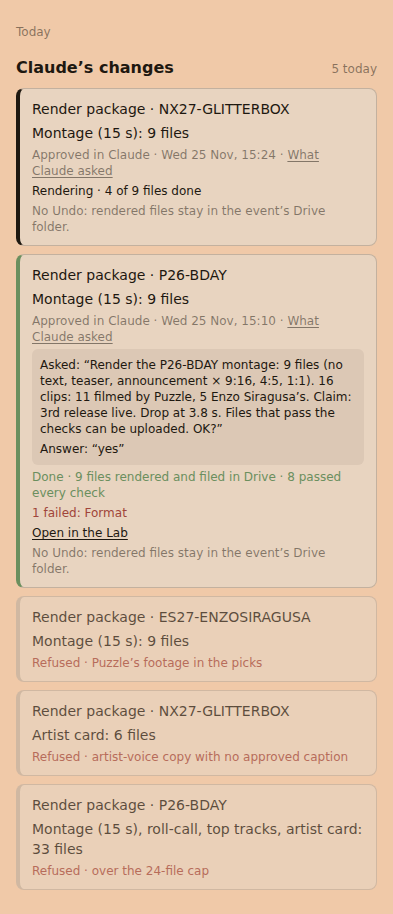 Today
Claude’s changes
5 today
Render package · NX27-GLITTERBOX
Montage (15 s): 9 files
Approved in Claude · Wed 25 Nov, 15:24 · What
Claude asked
Rendering · 4 of 9 files done
No Undo: rendered files stay in the event’s Drive
folder.
Render package · P26-BDAY
Montage (15 s): 9 files
Approved in Claude · Wed 25 Nov, 15:10 · What
Claude asked
Asked: “Render the P26-BDAY montage: 9 files (no
text, teaser, announcement × 9:16, 4:5, 1:1). 16
clips: 11 filmed by Puzzle, 5 Enzo Siragusa’s. Claim:
3rd release live. Drop at 3.8 s. Files that pass the
checks can be uploaded. OK?”
Answer: “yes”
Done · 9 files rendered and filed in Drive · 8 passed
every check
1 failed: Format
Open in the Lab
No Undo: rendered files stay in the event’s Drive
folder.
Render package · ES27-ENZOSIRAGUSA
Montage (15 s): 9 files
Refused · Puzzle’s footage in the picks
Render package · NX27-GLITTERBOX
Artist card: 6 files
Refused · artist-voice copy with no approved caption
Render package · P26-BDAY
Montage (15 s), roll-call, top tracks, artist card:
33 files
Refused · over the 24-file cap